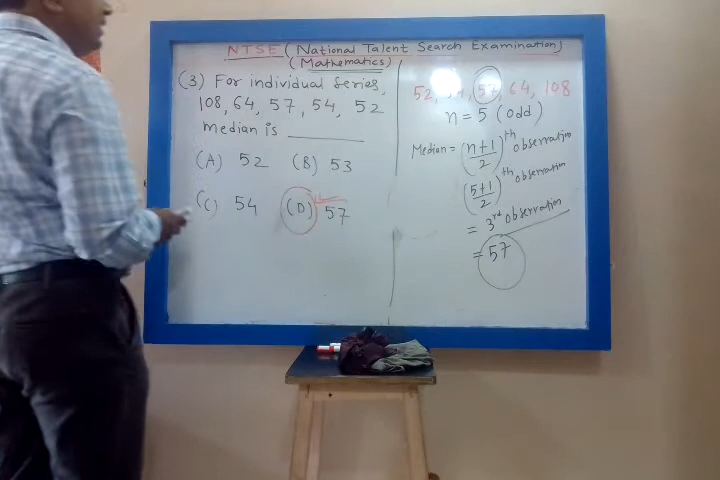 NTSE (National Talent Search Examination)
(Mathematics)
(3) For individual series,
108, 64, 57, 54, 52
median is ________
(A) 52 (B) 53
(C) 54 (D) 57
52, 54, 57, 64, 108
n = 5 (odd)
Median = (n+1/2)th observation
(5+1/2)th observation
= 3rd observation
= 57